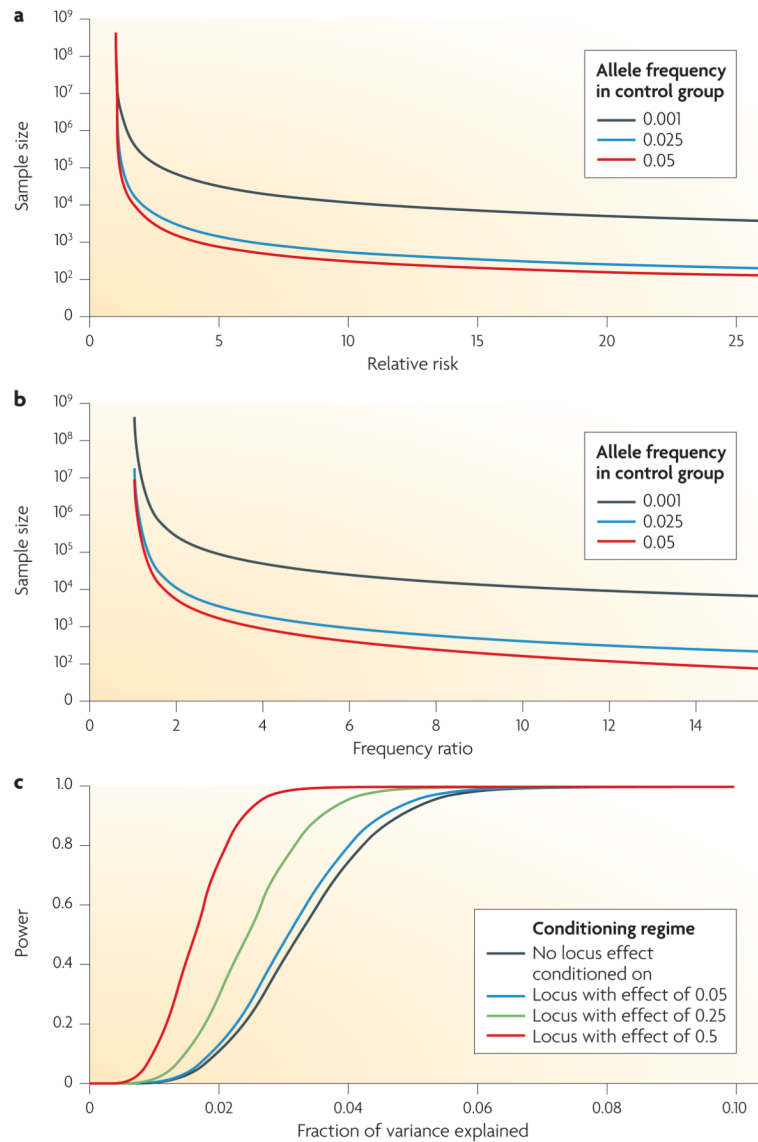 a
10⁹
10⁸
10⁷
10⁶
10⁵
10⁴
10³
10²
0
Sample size
0 5 10 15 20 25
Relative risk
Allele frequency
in control group
0.001
0.025
0.05
b
10⁹
10⁸
10⁷
10⁶
10⁵
10⁴
10³
10²
0
Sample size
0 2 4 6 8 10 12 14
Frequency ratio
Allele frequency
in control group
0.001
0.025
0.05
c
1.0
0.8
0.6
0.4
0.2
0
Power
0 0.02 0.04 0.06 0.08 0.10
Fraction of variance explained
Conditioning regime
No locus effect
conditioned on
Locus with effect of 0.05
Locus with effect of 0.25
Locus with effect of 0.5